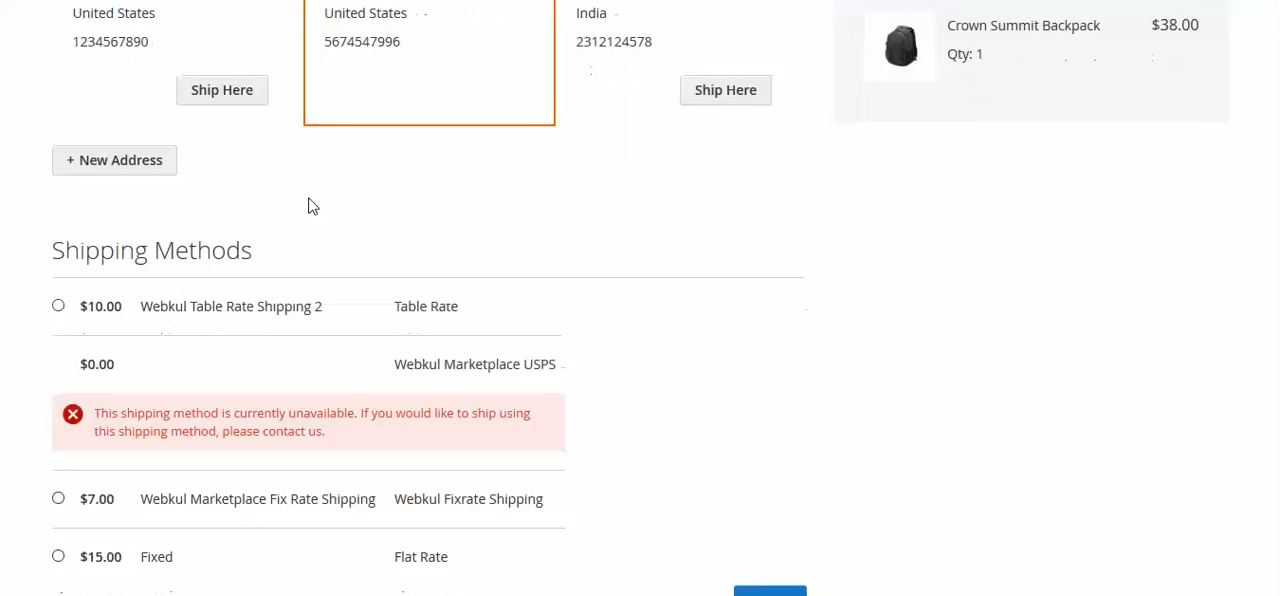 United States
1234567890
Ship Here
United States
5674547996
India
2312124578
Ship Here
Crown Summit Backpack $38.00
Qty: 1
+ New Address
Shipping Methods
$10.00 Webkul Table Rate Shipping 2 Table Rate
$0.00 Webkul Marketplace USPS
This shipping method is currently unavailable. If you would like to ship using
this shipping method, please contact us.
$7.00 Webkul Marketplace Fix Rate Shipping Webkul Fixrate Shipping
$15.00 Fixed Flat Rate